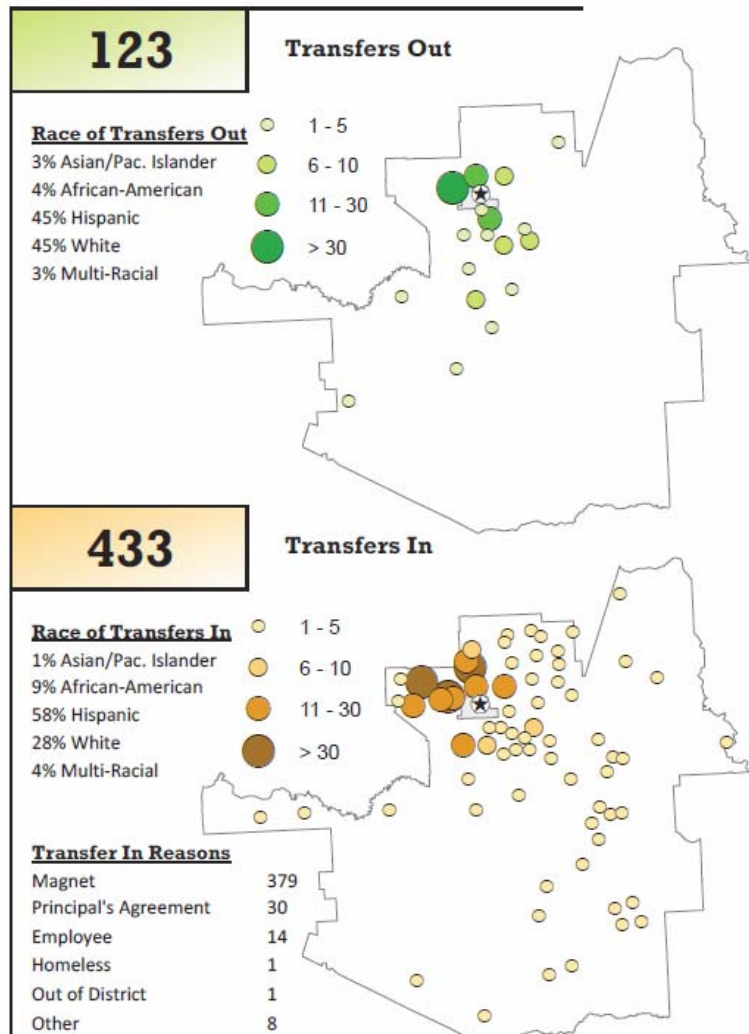 123
Transfers Out
Race of Transfers Out
3% Asian/Pac. Islander
4% African-American
45% Hispanic
45% White
3% Multi-Racial
1 - 5
6 - 10
11 - 30
> 30
433
Transfers In
Race of Transfers In
1% Asian/Pac. Islander
9% African-American
58% Hispanic
28% White
4% Multi-Racial
1 - 5
6 - 10
11 - 30
> 30
Transfer In Reasons
Magnet 379
Principal's Agreement 30
Employee 14
Homeless 1
Out of District 1
Other 8